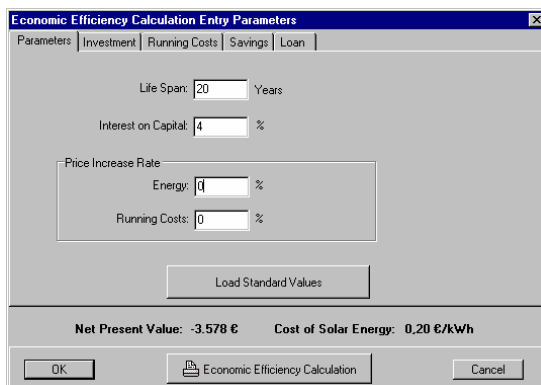 Economic Efficiency Calculation Entry Parameters
Parameters Investment Running Costs Savings Loan
Life Span: 20 Years
Interest on Capital: 4 %
Price Increase Rate
Energy: 0 %
Running Costs: 0 %
Load Standard Values
Net Present Value: -3.578 € Cost of Solar Energy: 0,20 €/kWh
OK Economic Efficiency Calculation Cancel